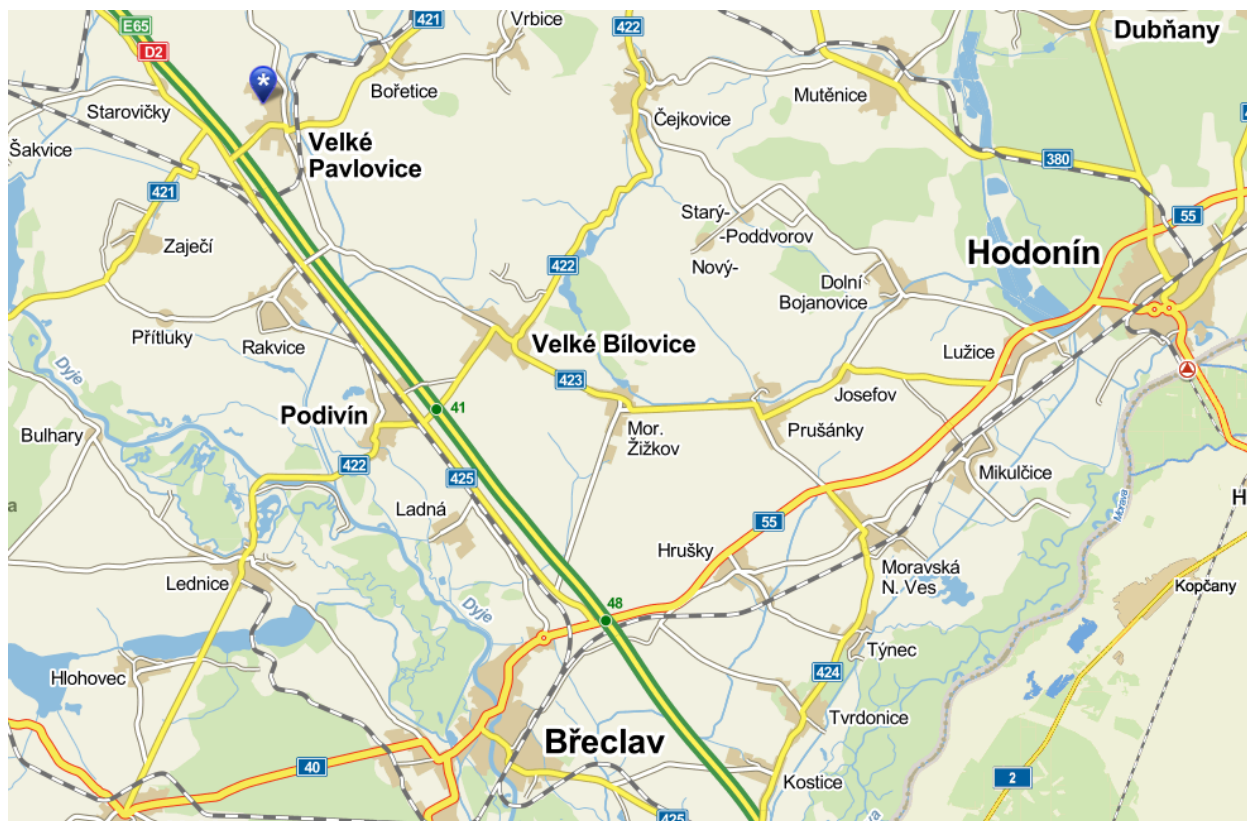 E65
421
Vrbice
422
Dubňany
D2
*
Bořetice
Starovičky
Mutěnice
Čejkovice
Šakvice
Velké
Pavlovice
380
421
Starý-
-Poddvorov
Nový-
55
Zaječí
422
Hodonín
Dolní
Bojanovice
Přítluky
Rakvice
Velké Bílovice
Lužice
Dyje
423
Josefov
41
Podivín
Mor.
Žižkov
Prušánky
Bulhary
422
425
Mikulčice
Ladná
55
Morava
H
a
Hrušky
Moravská
N. Ves
Lednice
Kopčany
48
Dyje
Týnec
Hlohovec
424
Tvrdonice
Břeclav
40
Kostice
2
425